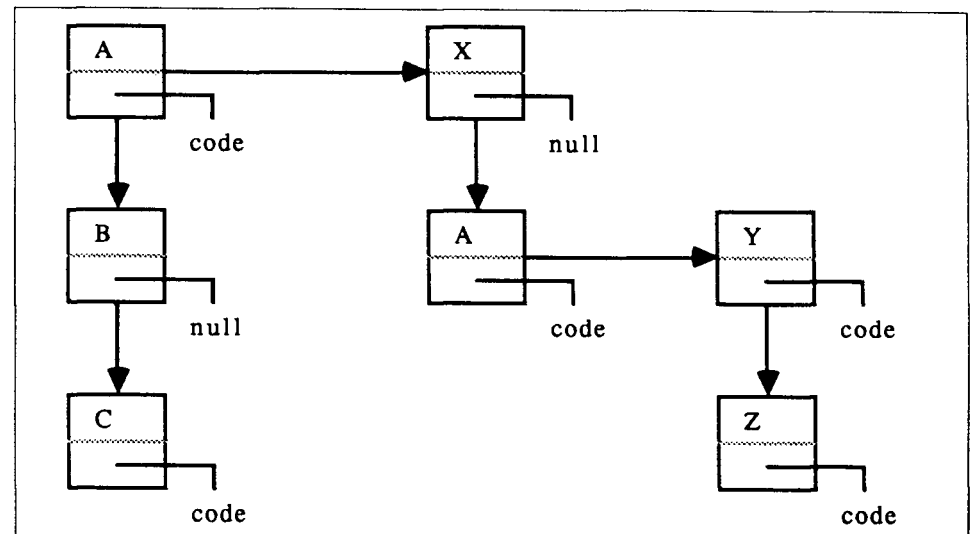 A X
code null
B A Y
null code code
C Z
code code